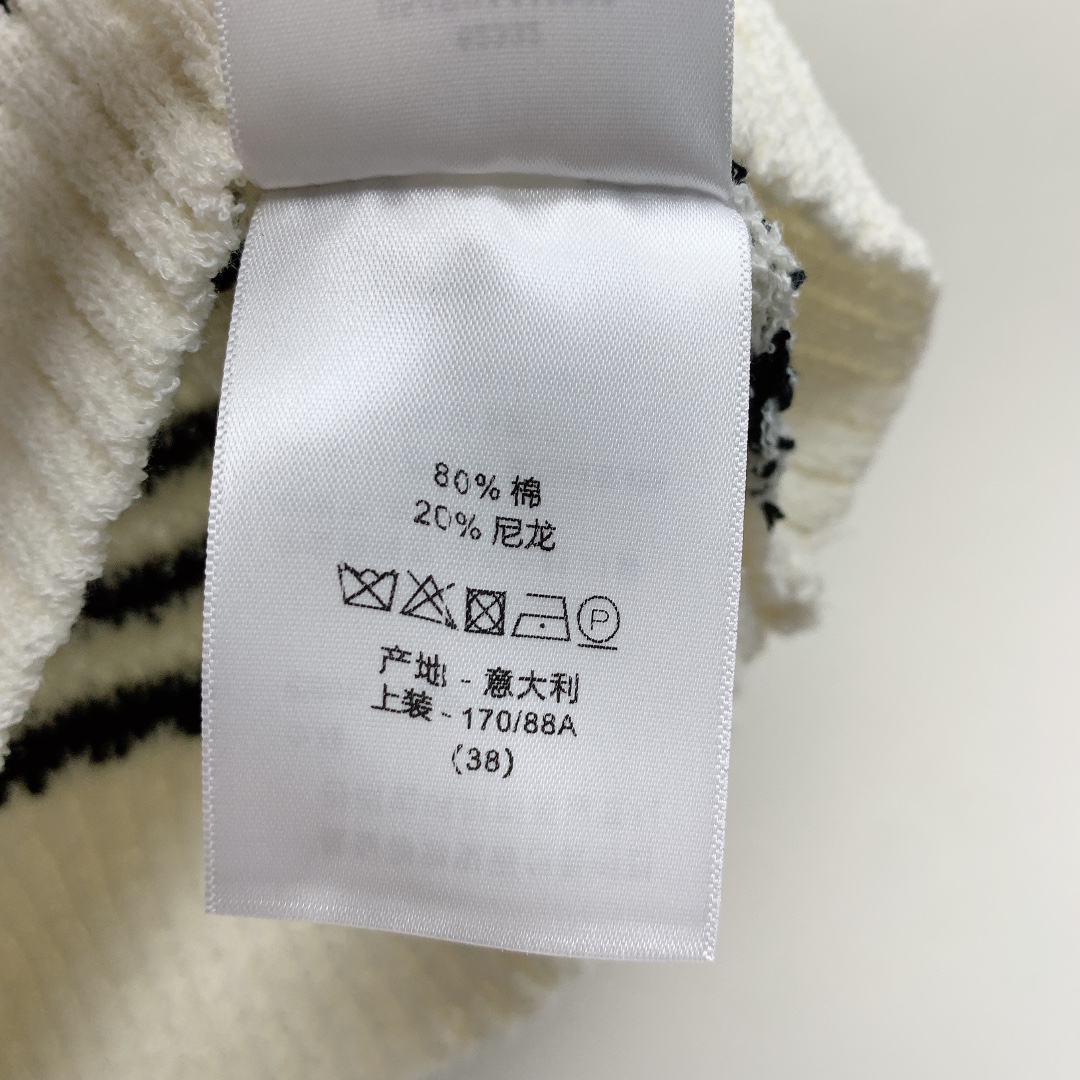 80% 棉
20% 尼龙
P
产地 - 意大利
上装 - 170/88A
(38)